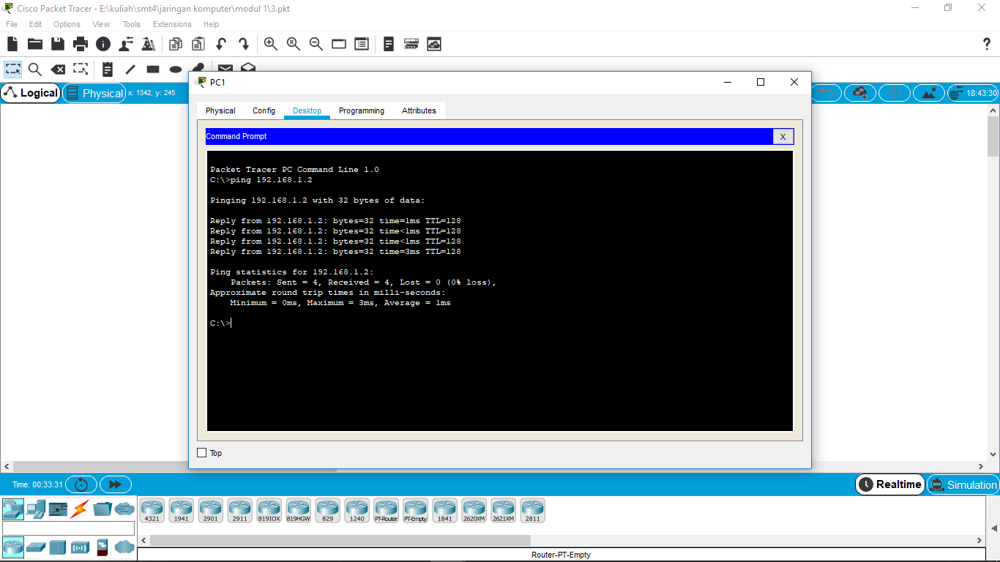 Cisco Packet Tracer - E:\kuliah\smt4\jaringan komputer\modul 1\3.pkt
File Edit Options View Tools Extensions Help
?
Logical Physical x: 1342, y: 245
18:43:30
PC1
Physical Config Desktop Programming Attributes
Command Prompt
X
Packet Tracer PC Command Line 1.0
C:\>ping 192.168.1.2
Pinging 192.168.1.2 with 32 bytes of data:
Reply from 192.168.1.2: bytes=32 time=1ms TTL=128
Reply from 192.168.1.2: bytes=32 time<1ms TTL=128
Reply from 192.168.1.2: bytes=32 time<1ms TTL=128
Reply from 192.168.1.2: bytes=32 time=3ms TTL=128
Ping statistics for 192.168.1.2:
Packets: Sent = 4, Received = 4, Lost = 0 (0% loss),
Approximate round trip times in milli-seconds:
Minimum = 0ms, Maximum = 3ms, Average = 1ms
C:\>
Top
Time: 00:33:31
Realtime Simulation
4321 1941 2901 2911 819IOX 819HGW 829 1240 PT-Router PT-Empty 1841 2620XM 2621XM 2811
Router-PT-Empty